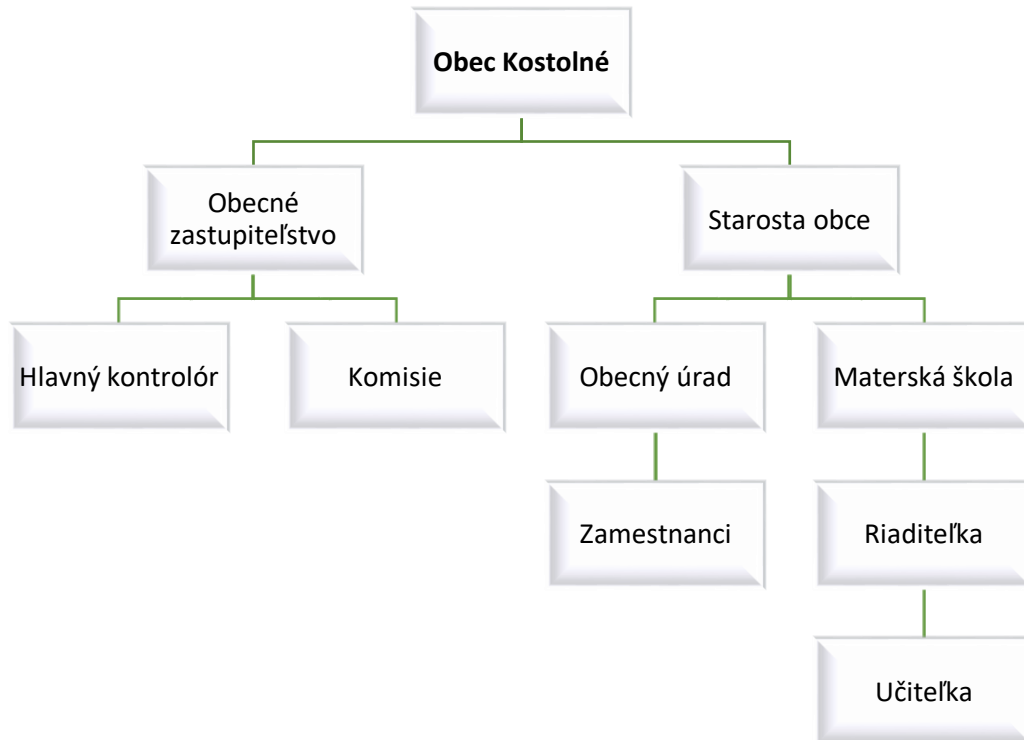 Obec Kostolné
Obecné
zastupiteľstvo
Starosta obce
Hlavný kontrolór
Komisie
Obecný úrad
Materská škola
Zamestnanci
Riaditeľka
Učiteľka